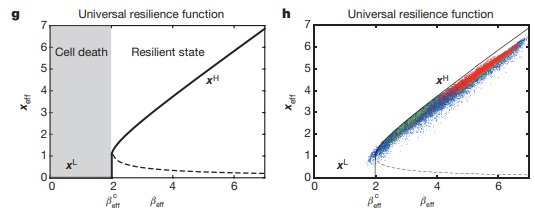 g Universal resilience function
7
6
5
4
3
2
1
0
x_eff
Cell death
Resilient state
x^H
x^L
0 2 4 6
β^c_eff β_eff
h Universal resilience function
7
6
5
4
3
2
1
0
x_eff
x^H
x^L
0 2 4 6
β^c_eff β_eff